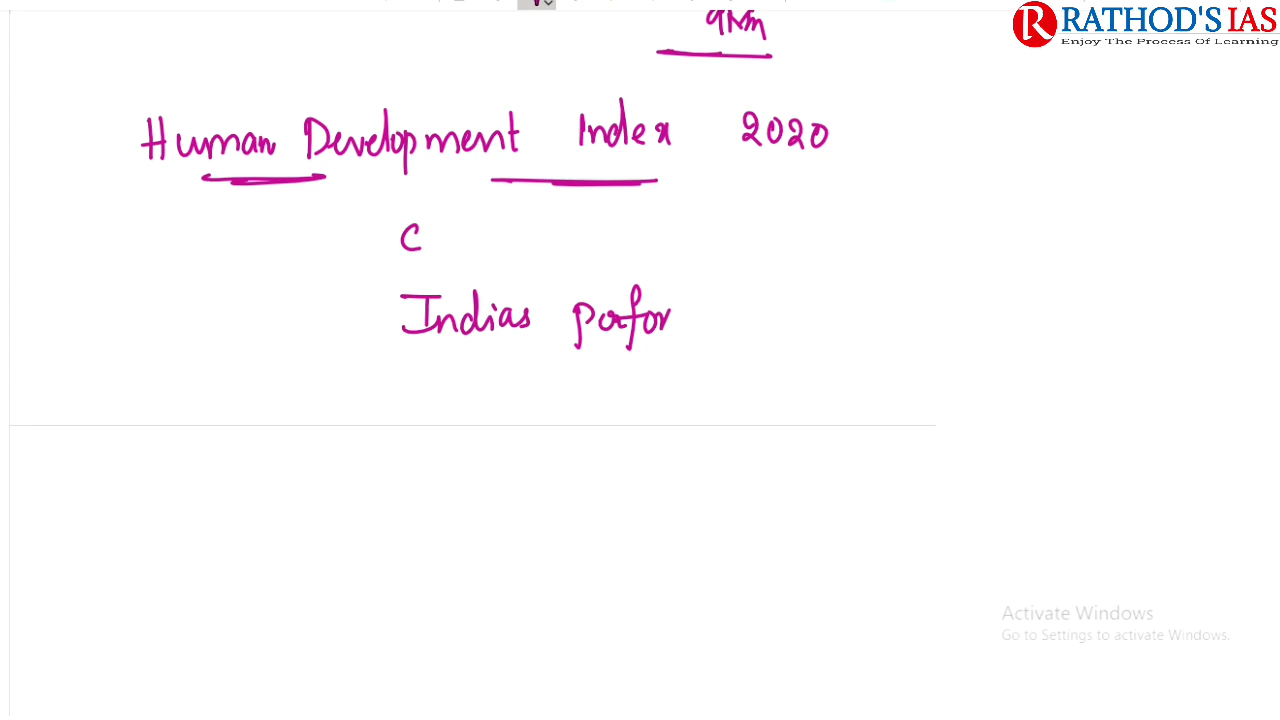 RATHOD'S IAS
Enjoy The Process Of Learning
Human Development Index 2020
C
Indias perfor
Activate Windows
Go to Settings to activate Windows.